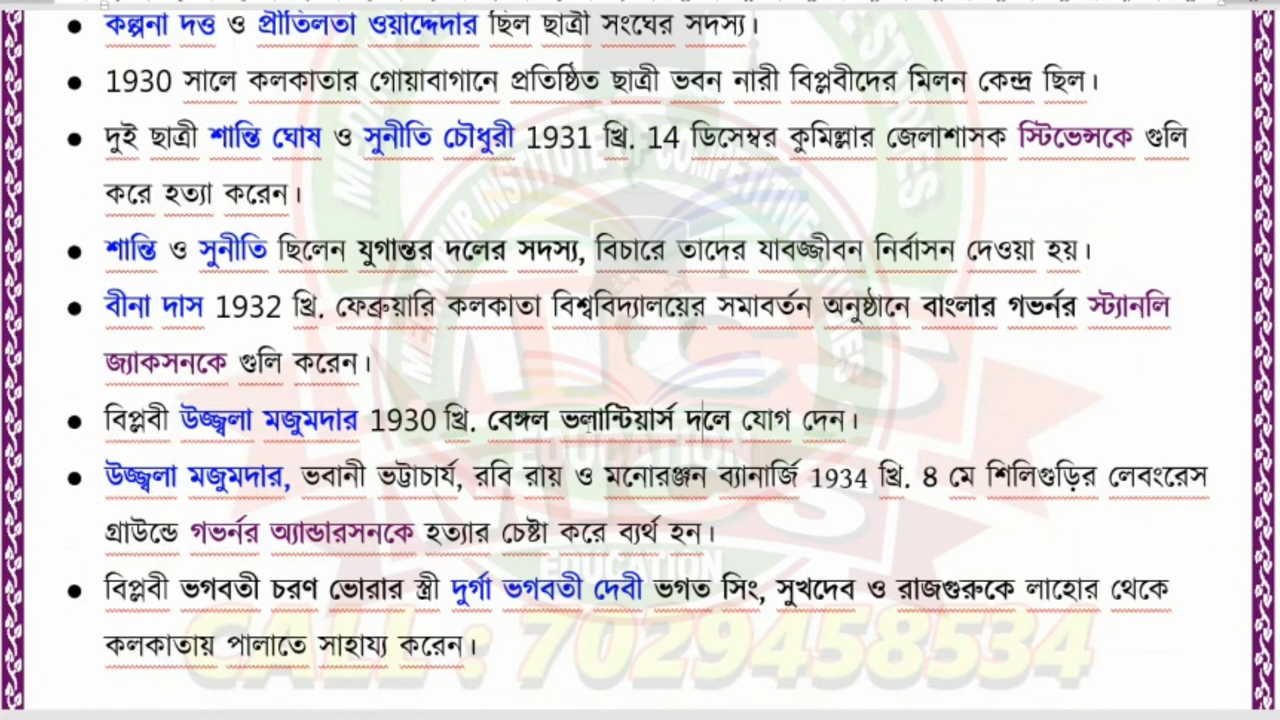 • কল্পনা দত্ত ও প্রীতিলতা ওয়াদ্দেদার ছিল ছাত্রী সংঘের সদস্য।
• 1930 সালে কলকাতার গোয়াবাগানে প্রতিষ্ঠিত ছাত্রী ভবন নারী বিপ্লবীদের মিলন কেন্দ্র ছিল।
• দুই ছাত্রী শান্তি ঘোষ ও সুনীতি চৌধুরী 1931 খ্রি. 14 ডিসেম্বর কুমিল্লার জেলাশাসক স্টিভেন্সকে গুলি
করে হত্যা করেন।
• শান্তি ও সুনীতি ছিলেন যুগান্তর দলের সদস্য, বিচারে তাদের যাবজ্জীবন নির্বাসন দেওয়া হয়।
• বীনা দাস 1932 খ্রি. ফেব্রুয়ারি কলকাতা বিশ্ববিদ্যালয়ের সমাবর্তন অনুষ্ঠানে বাংলার গভর্নর স্ট্যানলি
জ্যাকসনকে গুলি করেন।
• বিপ্লবী উজ্জ্বলা মজুমদার 1930 খ্রি. বেঙ্গল ভলান্টিয়ার্স দলে যোগ দেন।
• উজ্জ্বলা মজুমদার, ভবানী ভট্টাচার্য, রবি রায় ও মনোরঞ্জন ব্যানার্জি 1934 খ্রি. 8 মে শিলিগুড়ির লেবংরেস
গ্রাউন্ডে গভর্নর অ্যান্ডারসনকে হত্যার চেষ্টা করে ব্যর্থ হন।
• বিপ্লবী ভগবতী চরণ ভোরার স্ত্রী দুর্গা ভগবতী দেবী ভগত সিং, সুখদেব ও রাজগুরুকে লাহোর থেকে
কলকাতায় পালাতে সাহায্য করেন।
MICS
EDUCATION
CALL: 7029458534